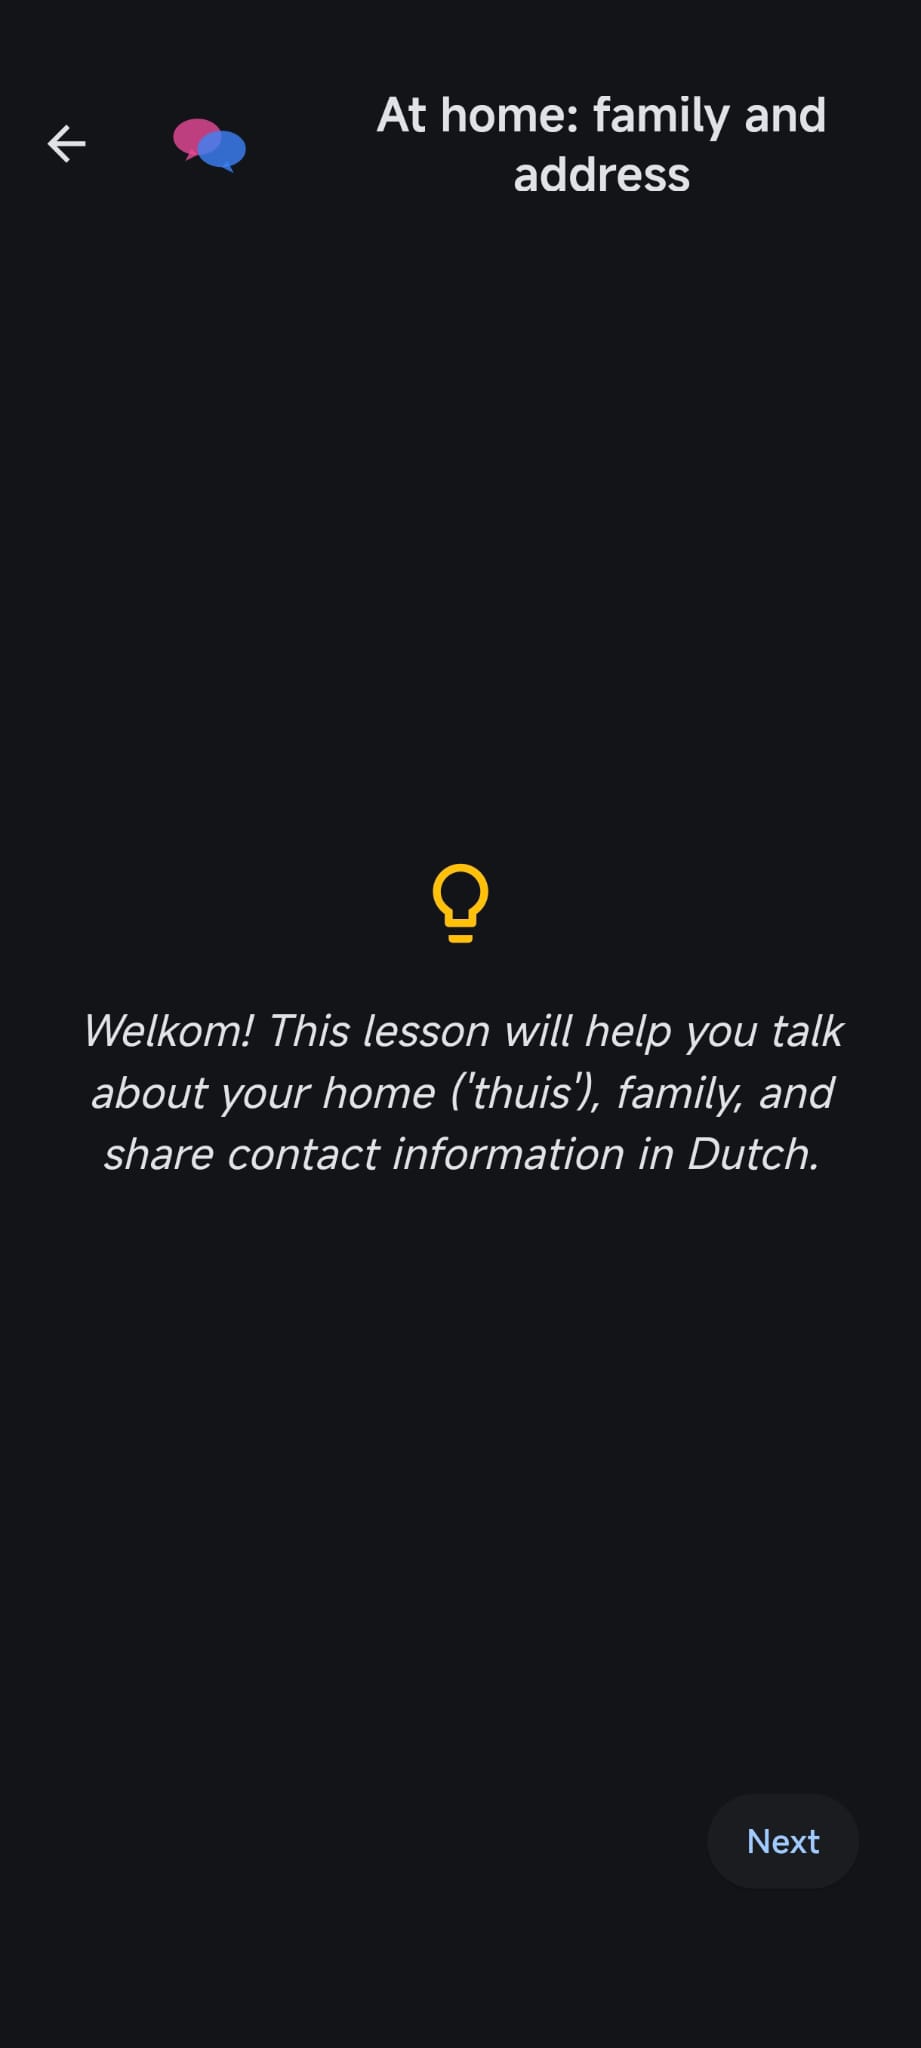 At home: family and
address
Welkom! This lesson will help you talk
about your home ('thuis'), family, and
share contact information in Dutch.
Next